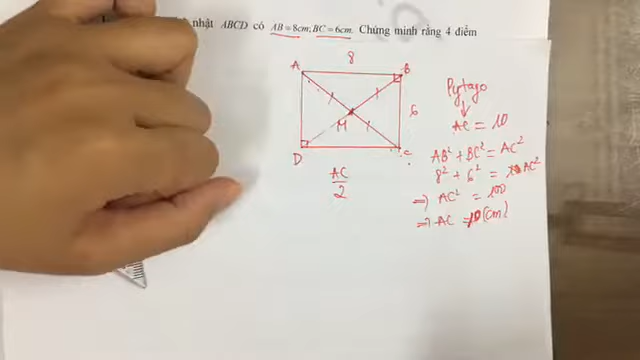 nhật ABCD có AB = 8cm; BC = 6cm. Chứng minh rằng 4 điểm
8
A B
Pytago
6
M
AC = 10
D C
AB² + BC² = AC²
AC/2
8² + 6² = AC²
⇒ AC² = 100
⇒ AC = 10 (cm)